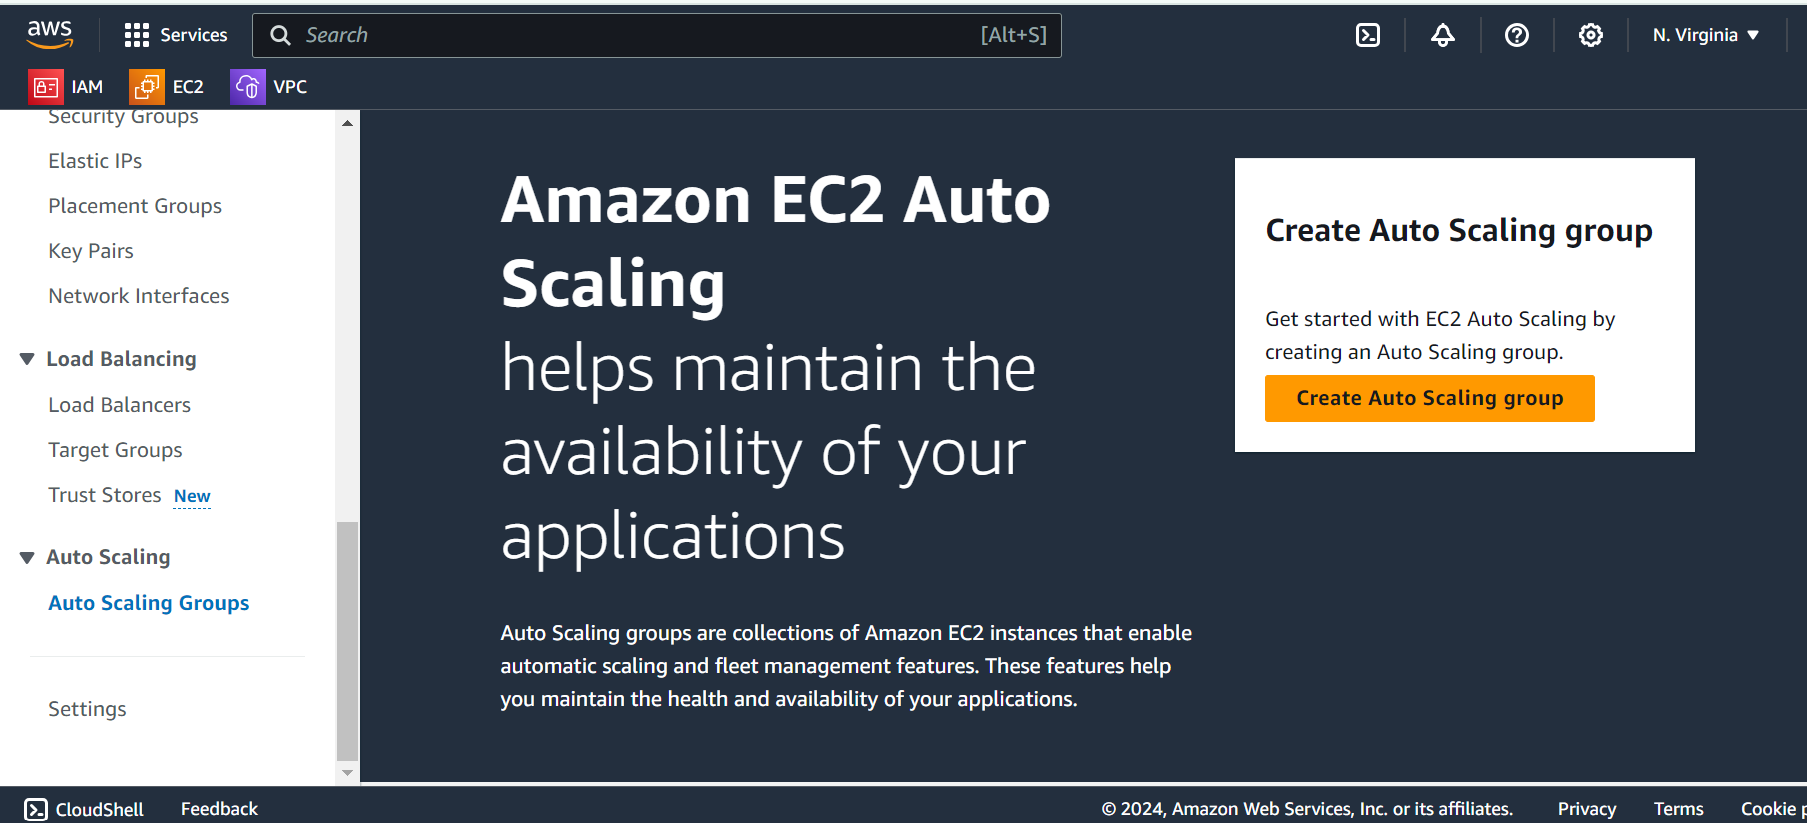 aws
Services
Search [Alt+S]
N. Virginia
IAM
EC2
VPC
Security Groups
Elastic IPs
Placement Groups
Key Pairs
Network Interfaces
Load Balancing
Load Balancers
Target Groups
Trust Stores New
Auto Scaling
Auto Scaling Groups
Settings
Amazon EC2 Auto
Scaling
helps maintain the
availability of your
applications
Auto Scaling groups are collections of Amazon EC2 instances that enable
automatic scaling and fleet management features. These features help
you maintain the health and availability of your applications.
Create Auto Scaling group
Get started with EC2 Auto Scaling by
creating an Auto Scaling group.
Create Auto Scaling group
CloudShell
Feedback
© 2024, Amazon Web Services, Inc. or its affiliates.
Privacy
Terms
Cookie